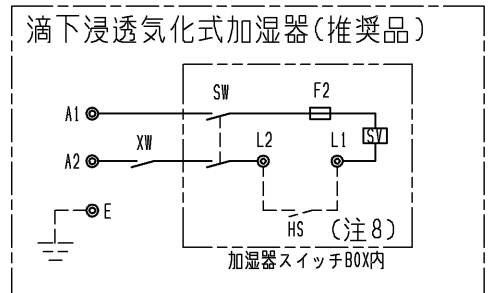 滴下浸透気化式加湿器(推奨品)
SW
F2
A1
SV
XW
L2
L1
A2
E
HS
(注8)
加湿器スイッチBOX内